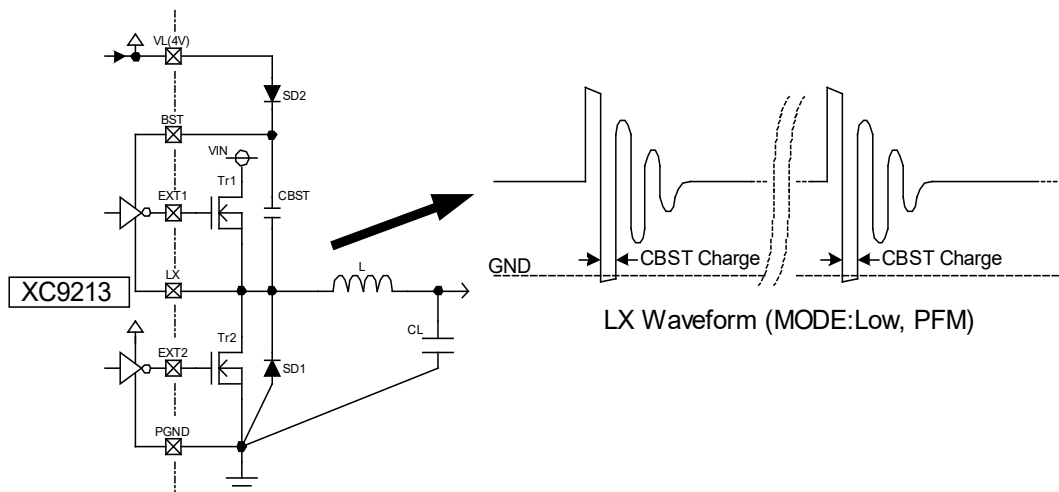 VL(4V)
SD2
BST
VIN
Tr1
EXT1
CBST
LX
L
XC9213
Tr2
CL
EXT2
SD1
PGND
GND
CBST Charge
CBST Charge
LX Waveform (MODE:Low, PFM)